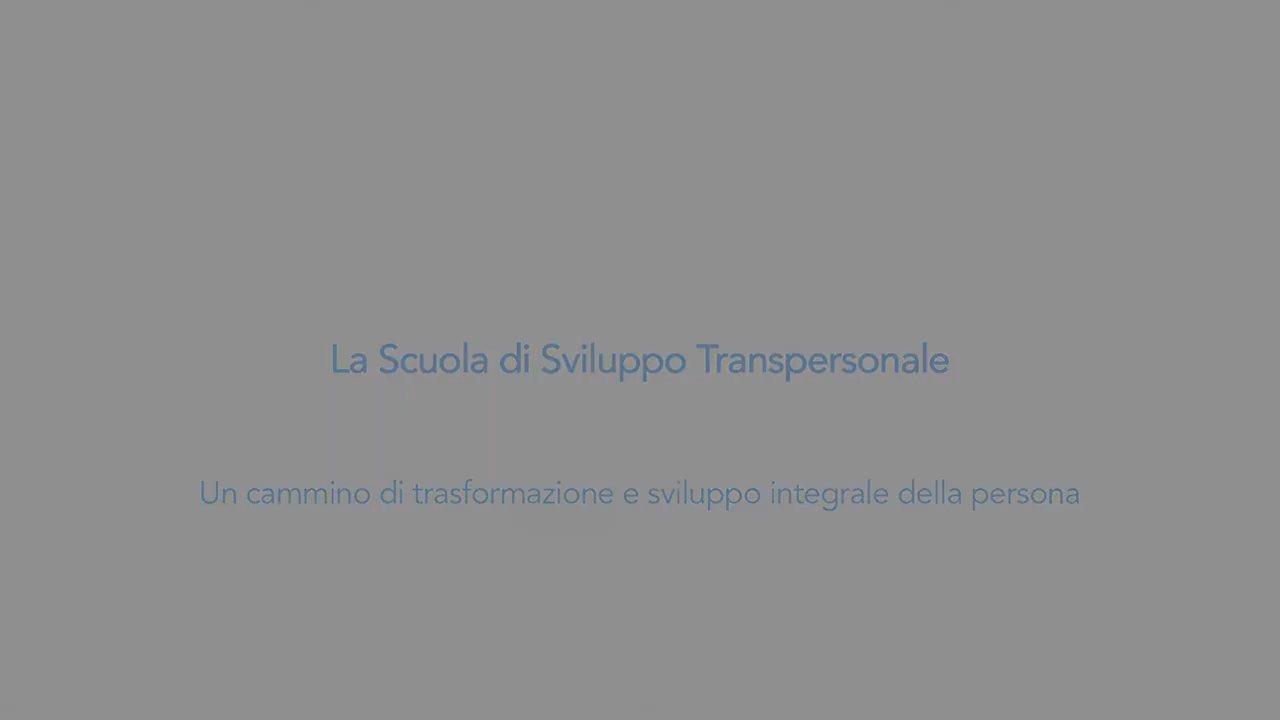 La Scuola di Sviluppo Transpersonale
Un cammino di trasformazione e sviluppo integrale della persona